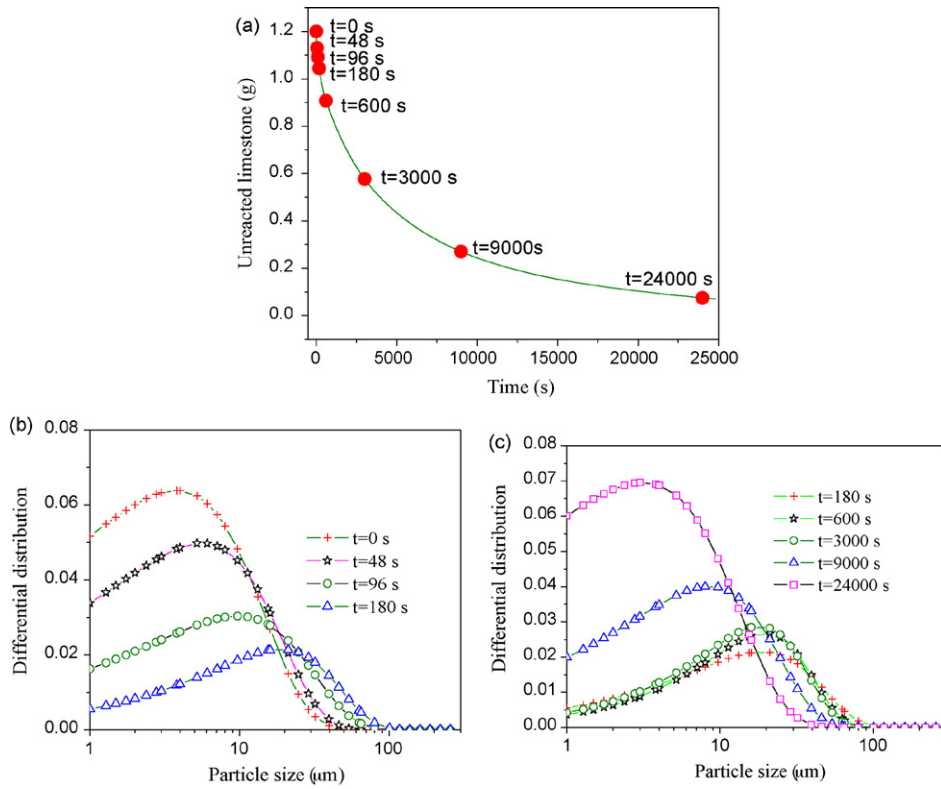 (a)
1.2
1.0
0.8
0.6
0.4
0.2
0.0
Unreacted limestone (g)
t=0 s
t=48 s
t=96 s
t=180 s
t=600 s
t=3000 s
t=9000s
t=24000 s
0 5000 10000 15000 20000 25000
Time (s)
(b)
0.08
0.06
0.04
0.02
0.00
Differential distribution
t=0 s
t=48 s
t=96 s
t=180 s
1 10 100
Particle size (μm)
(c)
0.08
0.07
0.06
0.05
0.04
0.03
0.02
0.01
0.00
Differential distribution
t=180 s
t=600 s
t=3000 s
t=9000 s
t=24000 s
1 10 100
Particle size (μm)